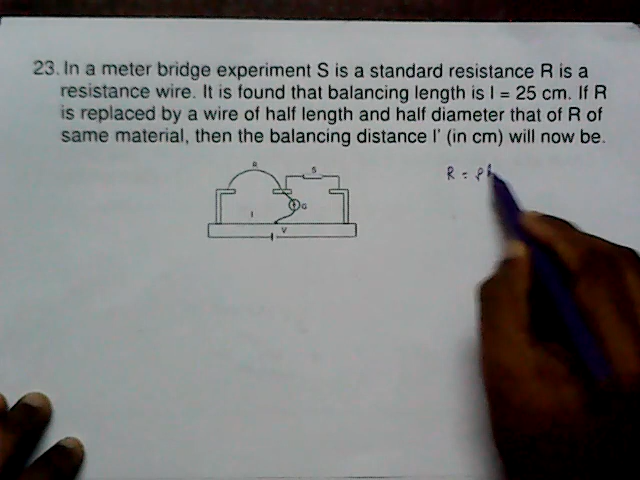 23. In a meter bridge experiment S is a standard resistance R is a
resistance wire. It is found that balancing length is l = 25 cm. If R
is replaced by a wire of half length and half diameter that of R of
same material, then the balancing distance l' (in cm) will now be.
R
S
G
l
V
R = ρ